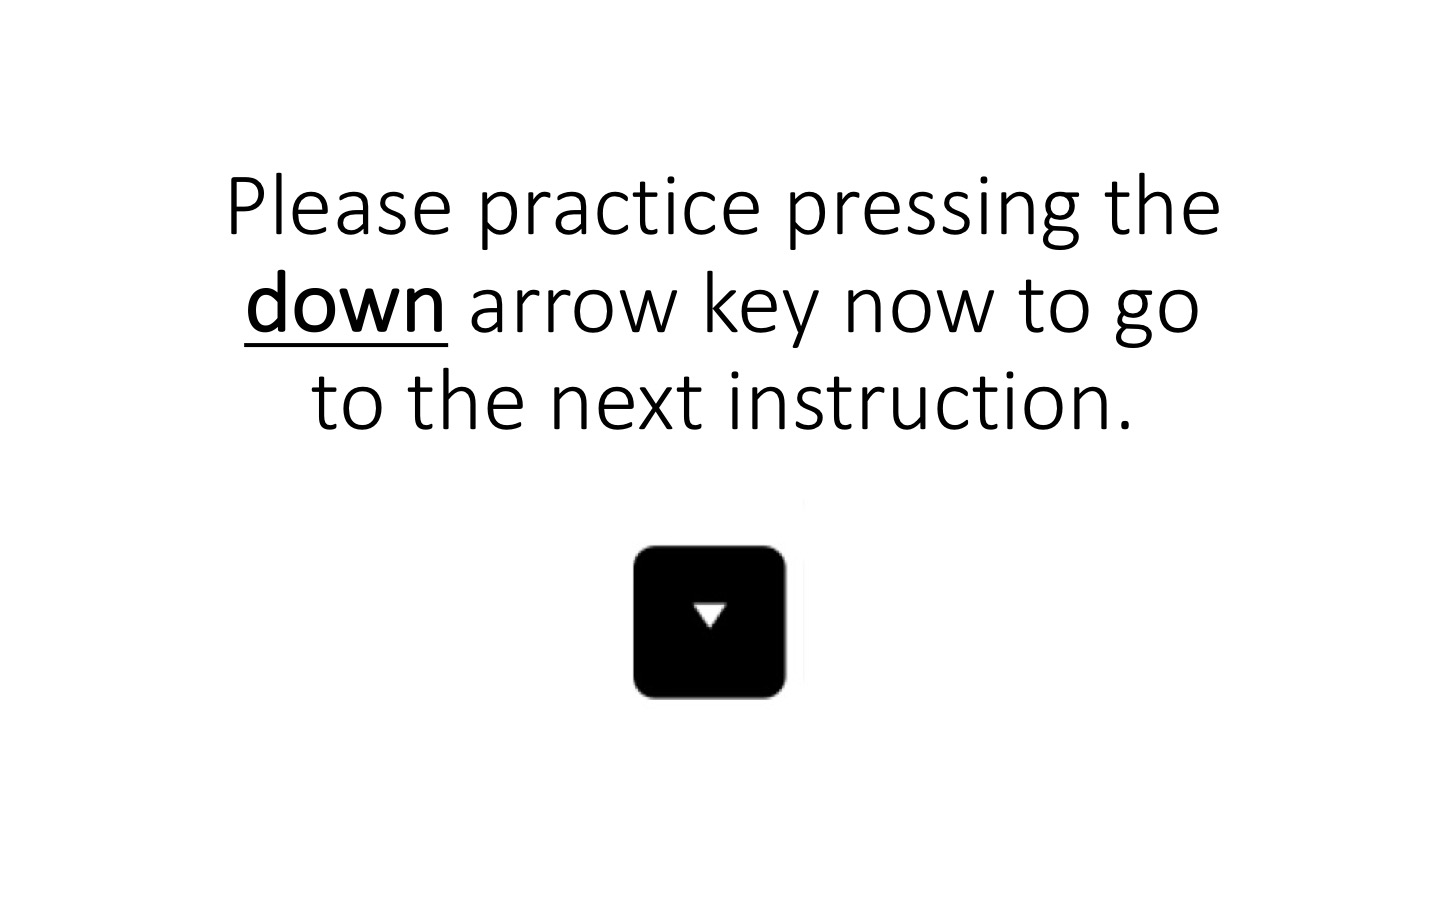 Please practice pressing the
down arrow key now to go
to the next instruction.